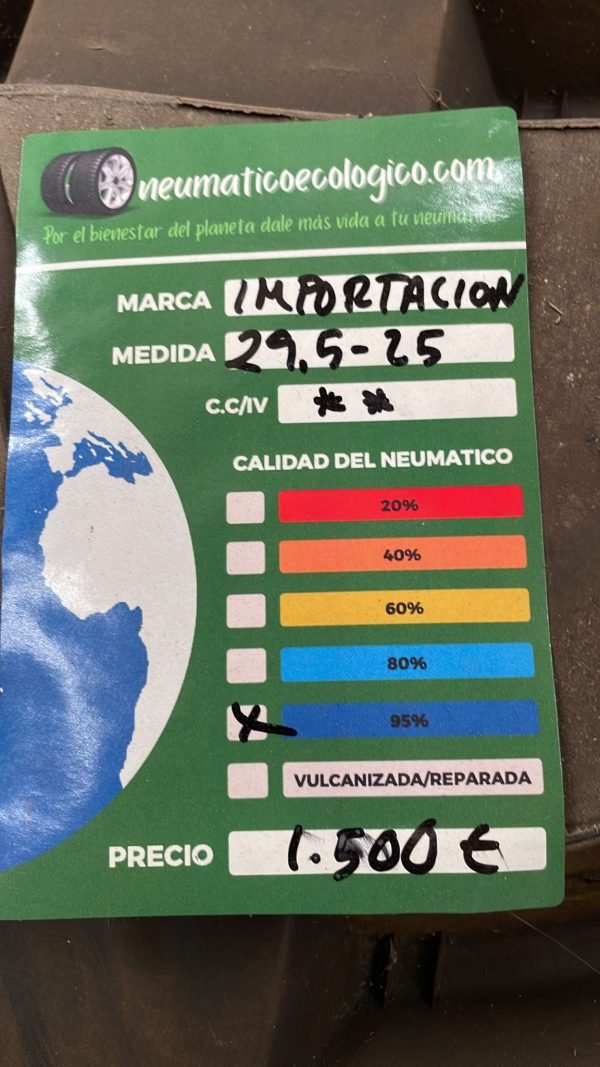 neumaticoecologico.com
Por el bienestar del planeta dale más vida a tu neumático
MARCA IMPORTACION
MEDIDA 29.5-25
C.C/IV * *
CALIDAD DEL NEUMATICO
20%
40%
60%
80%
X 95%
VULCANIZADA/REPARADA
PRECIO 1.500 €